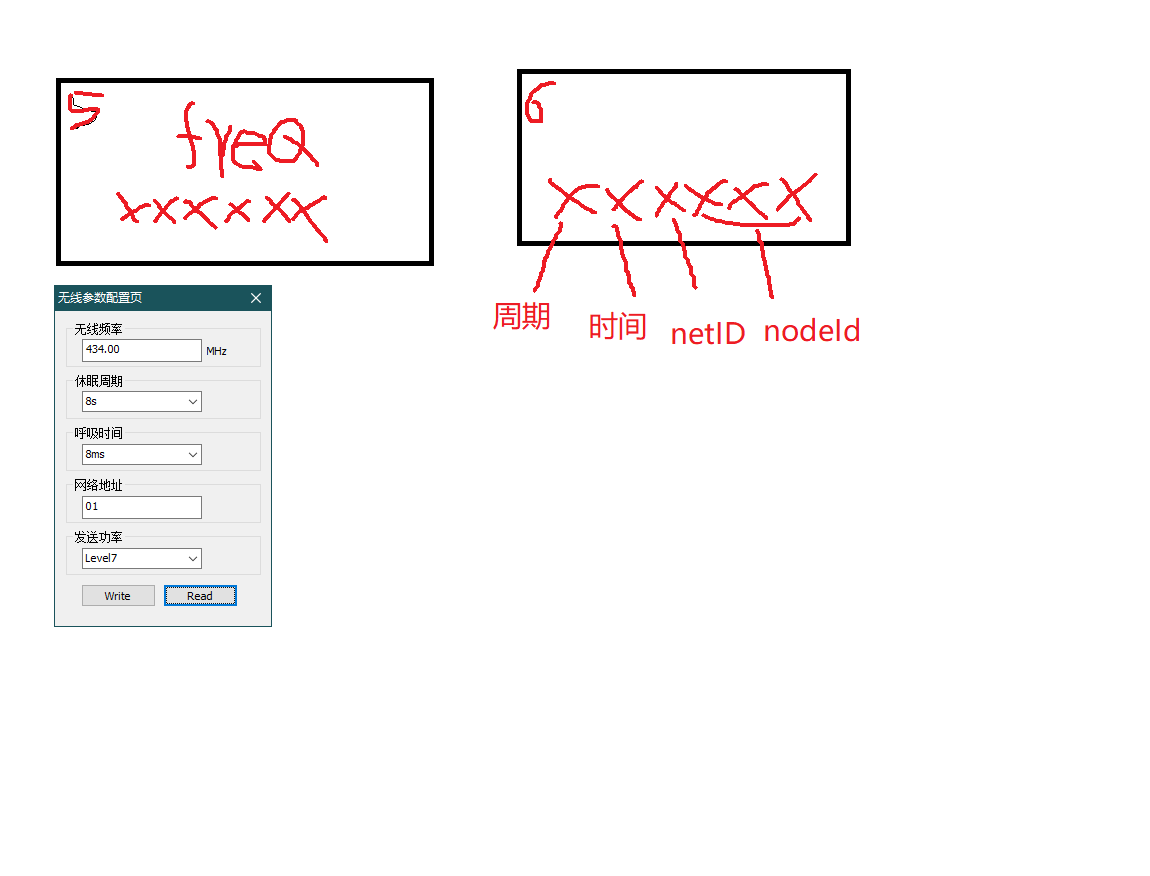 5
freQ
xxxxxx
6
xxxxxx
周期 时间 netID nodeId
无线参数配置页
无线频率
434.00 MHz
休眠周期
8s
呼吸时间
8ms
网络地址
01
发送功率
Level7
Write Read